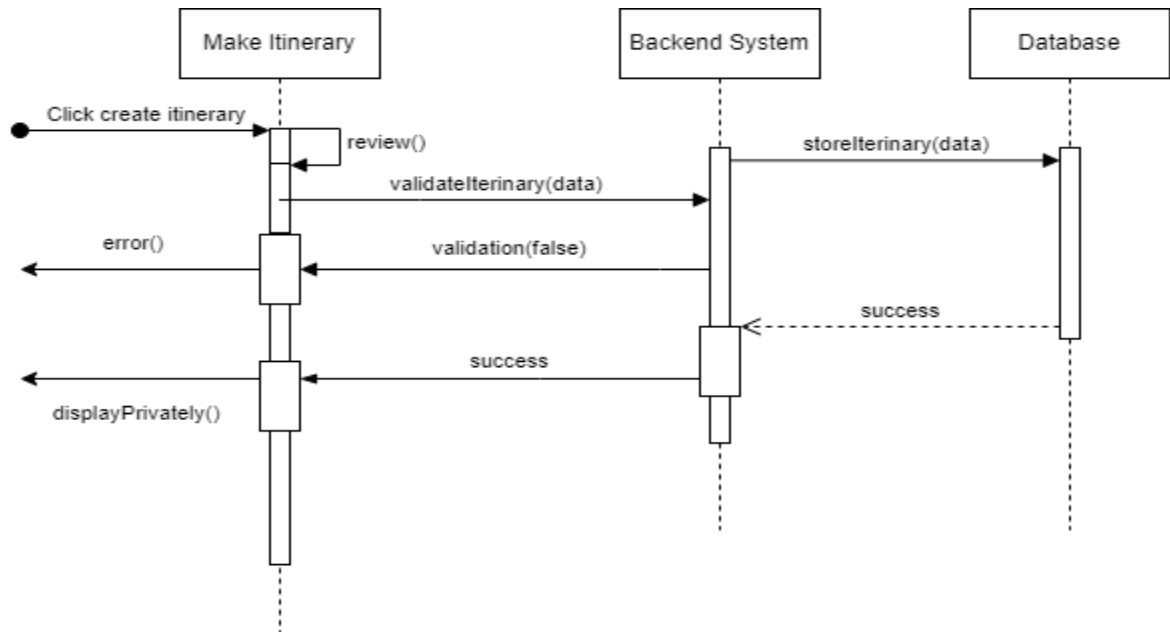 Make Itinerary
Backend System
Database
Click create itinerary
review()
storeIterinary(data)
validateIterinary(data)
error()
validation(false)
success
success
displayPrivately()